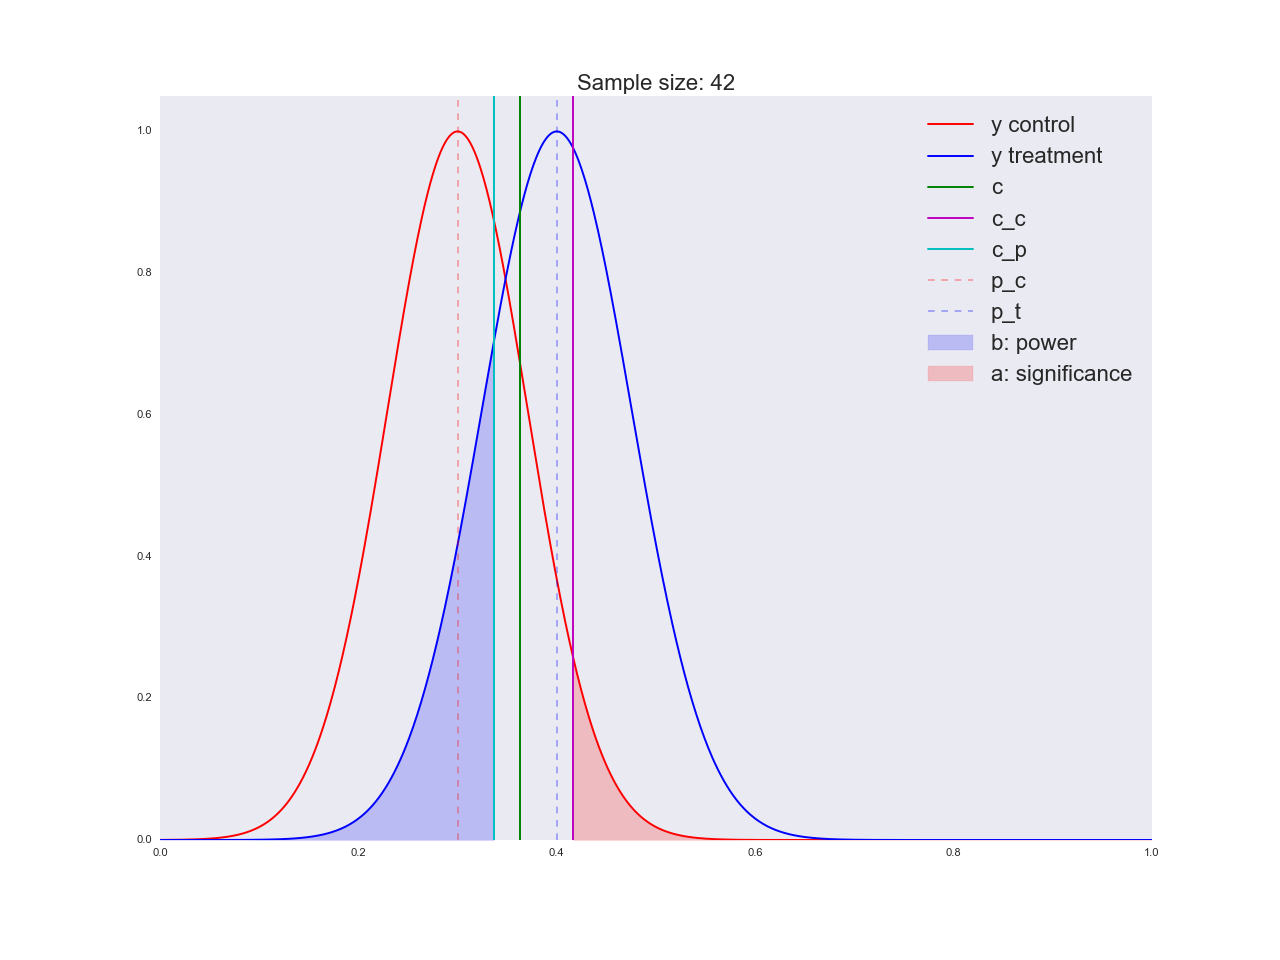 Sample size: 42
1.0
0.8
0.6
0.4
0.2
0.0
0.0 0.2 0.4 0.6 0.8 1.0
y control
y treatment
c
c_c
c_p
p_c
p_t
b: power
a: significance